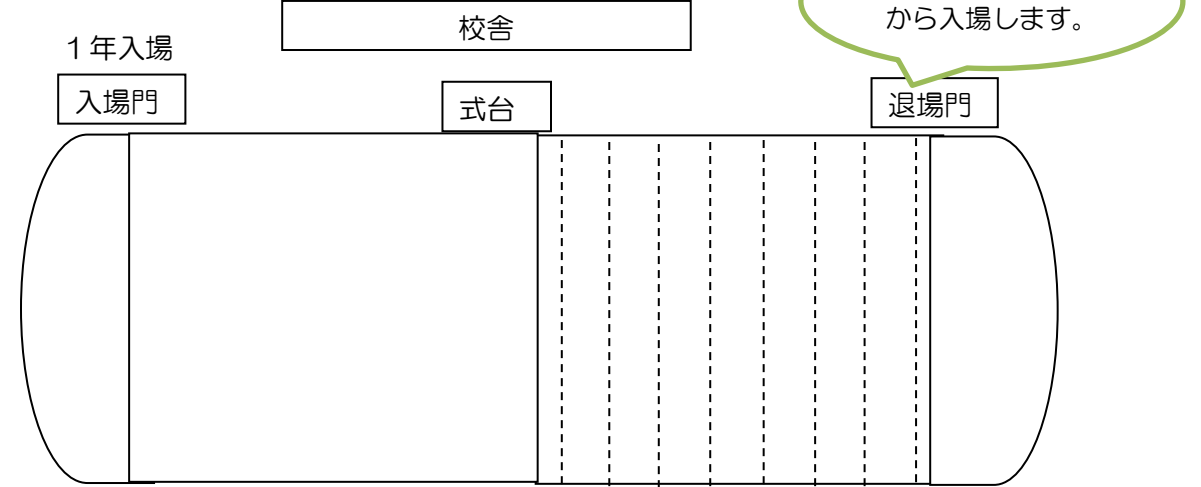 から入場します。
校舎
１年入場
入場門
式台
退場門